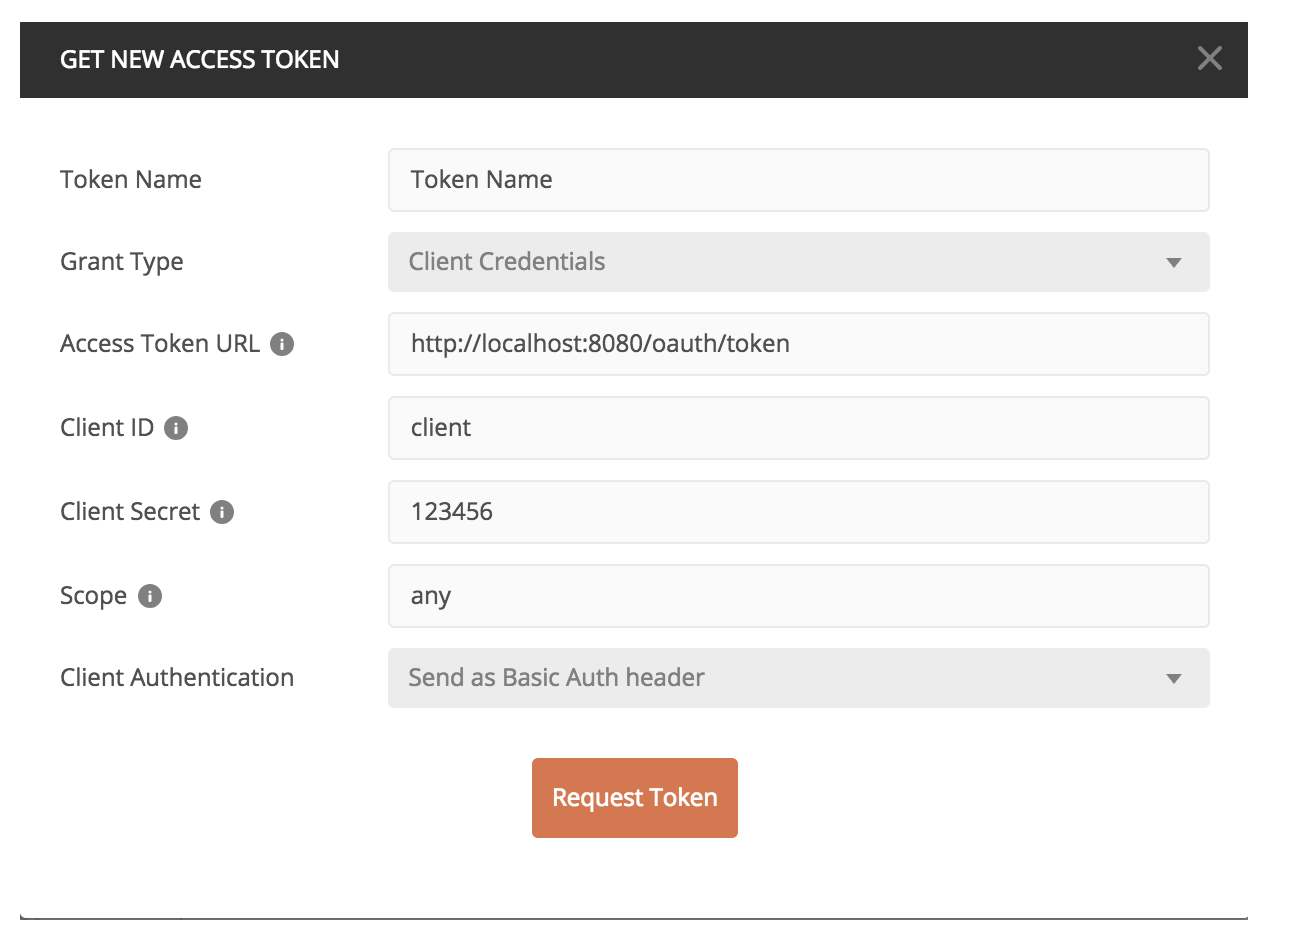 GET NEW ACCESS TOKEN
Token Name Token Name
Grant Type Client Credentials
Access Token URL http://localhost:8080/oauth/token
Client ID client
Client Secret 123456
Scope any
Client Authentication Send as Basic Auth header
Request Token